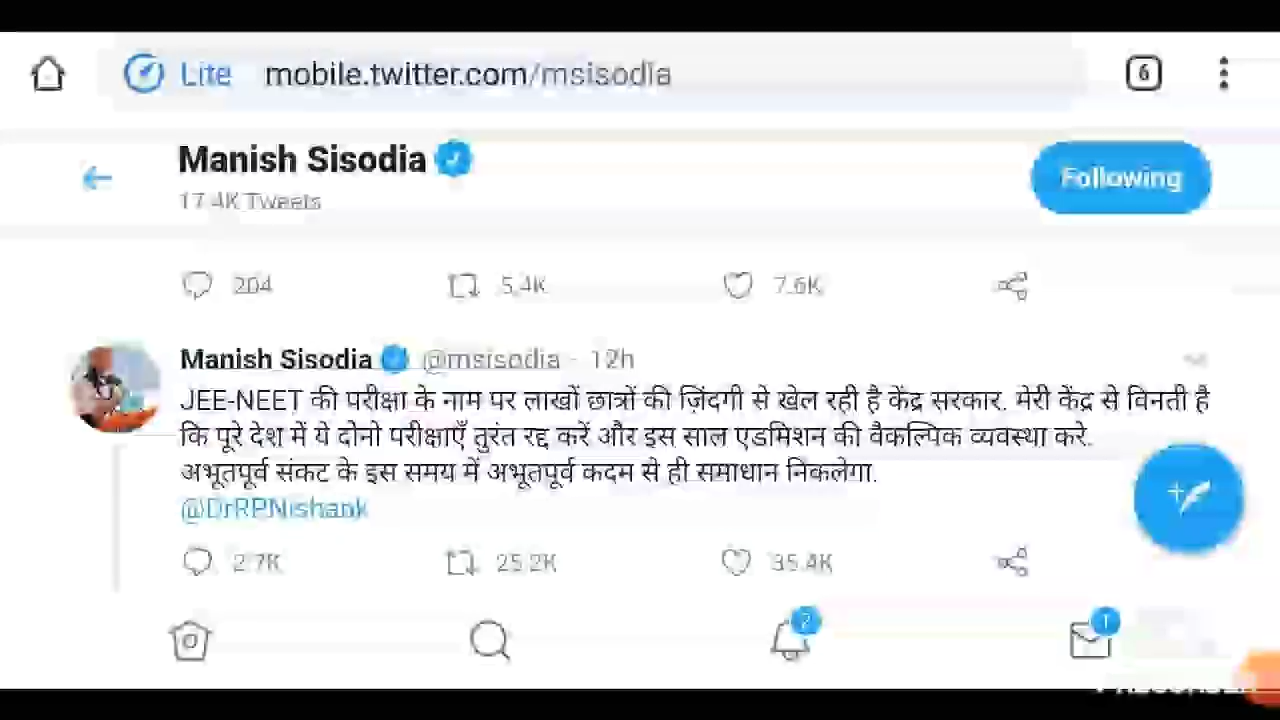 Lite mobile.twitter.com/msisodia 6
Manish Sisodia
17.4K Tweets
Following
204 5.4K 7.6K
Manish Sisodia @msisodia - 12h
JEE-NEET की परीक्षा के नाम पर लाखों छात्रों की ज़िंदगी से खेल रही है केंद्र सरकार. मेरी केंद्र से विनती है
कि पूरे देश में ये दोनो परीक्षाएँ तुरंत रद्द करें और इस साल एडमिशन की वैकल्पिक व्यवस्था करे.
अभूतपूर्व संकट के इस समय में अभूतपूर्व कदम से ही समाधान निकलेगा.
@DrRPNishank
2.7K 25.2K 35.4K
2 1